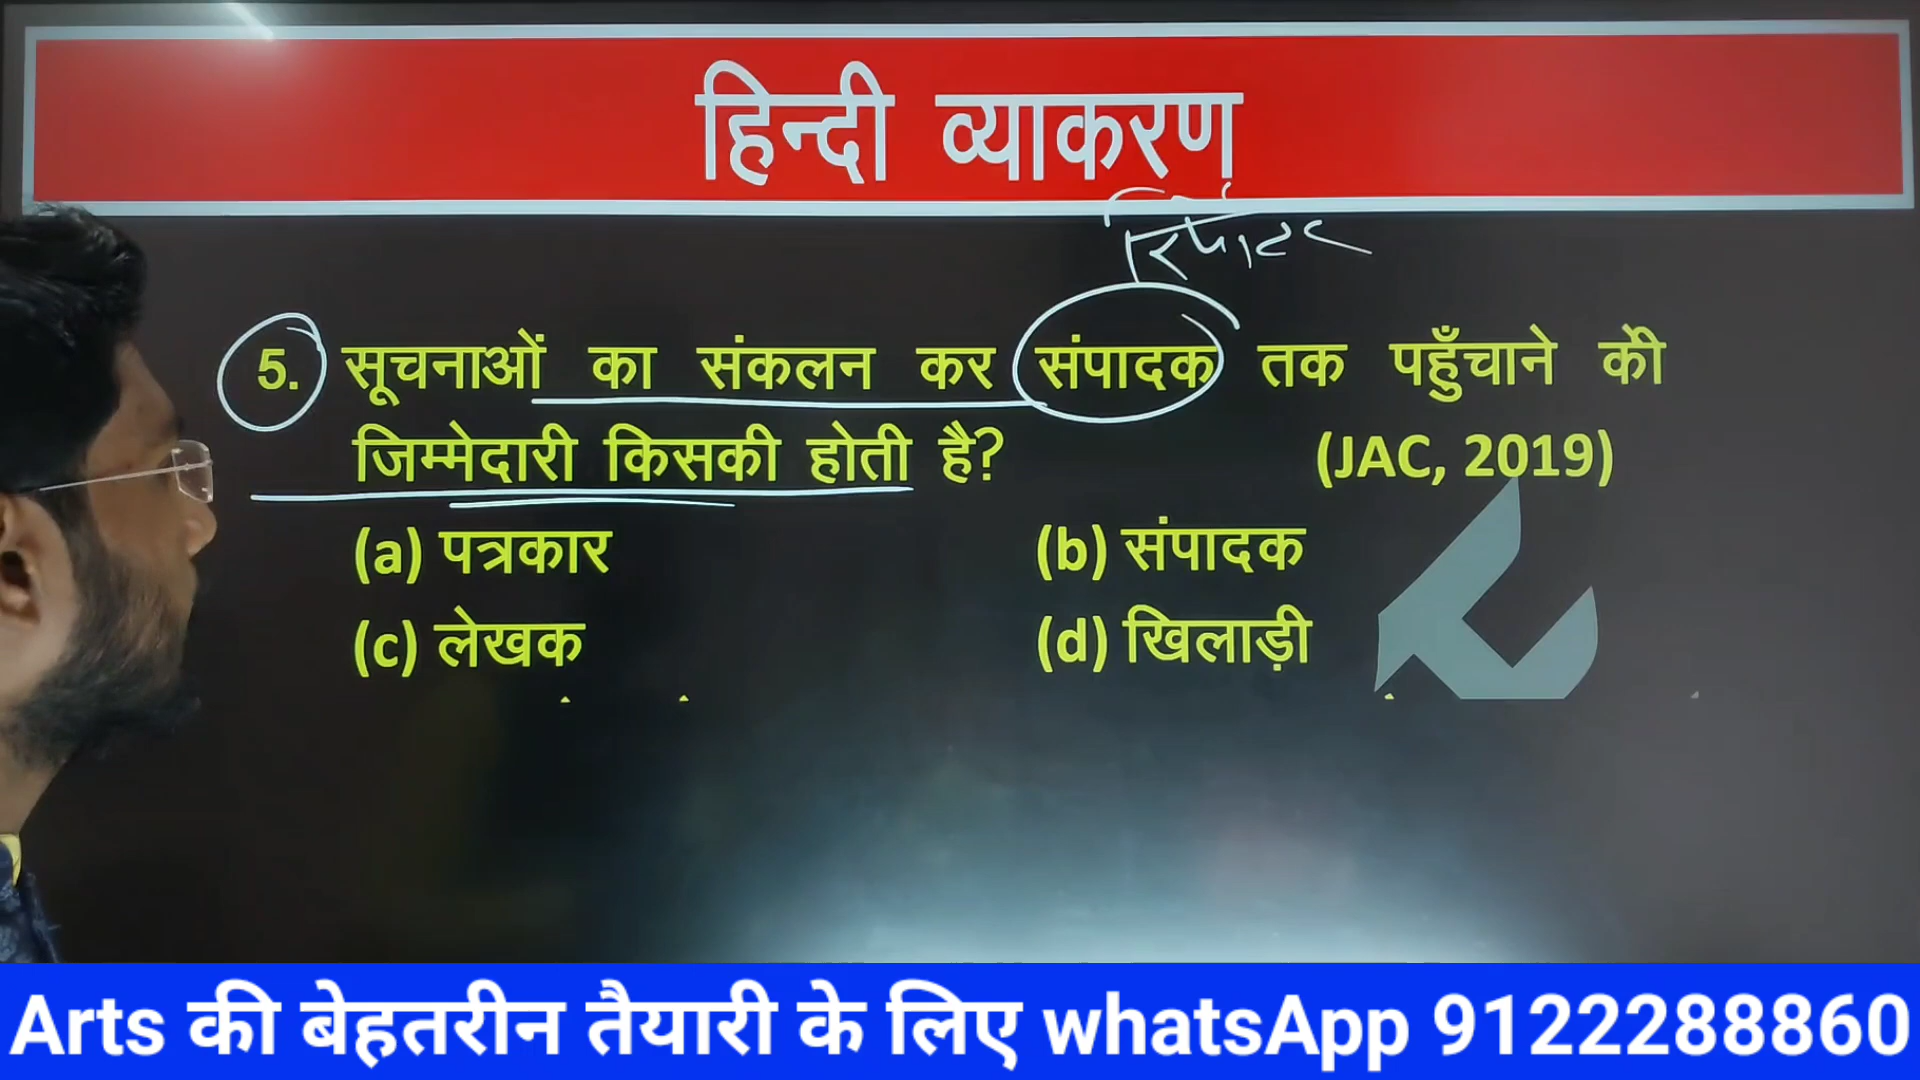 हिन्दी व्याकरण
5. सूचनाओं का संकलन कर संपादक तक पहुँचाने की
जिम्मेदारी किसकी होती है? (JAC, 2019)
(a) पत्रकार (b) संपादक
(c) लेखक (d) खिलाड़ी
Arts की बेहतरीन तैयारी के लिए whatsApp 9122288860